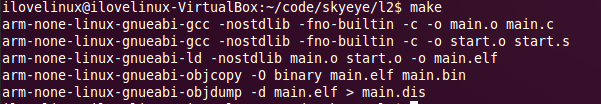 ilovelinux@ilovelinux-VirtualBox:~/code/skyeye/l2$ make
arm-none-linux-gnueabi-gcc -nostdlib -fno-builtin -c -o main.o main.c
arm-none-linux-gnueabi-gcc -nostdlib -fno-builtin -c -o start.o start.s
arm-none-linux-gnueabi-ld -nostdlib main.o start.o -o main.elf
arm-none-linux-gnueabi-objcopy -O binary main.elf main.bin
arm-none-linux-gnueabi-objdump -d main.elf > main.dis